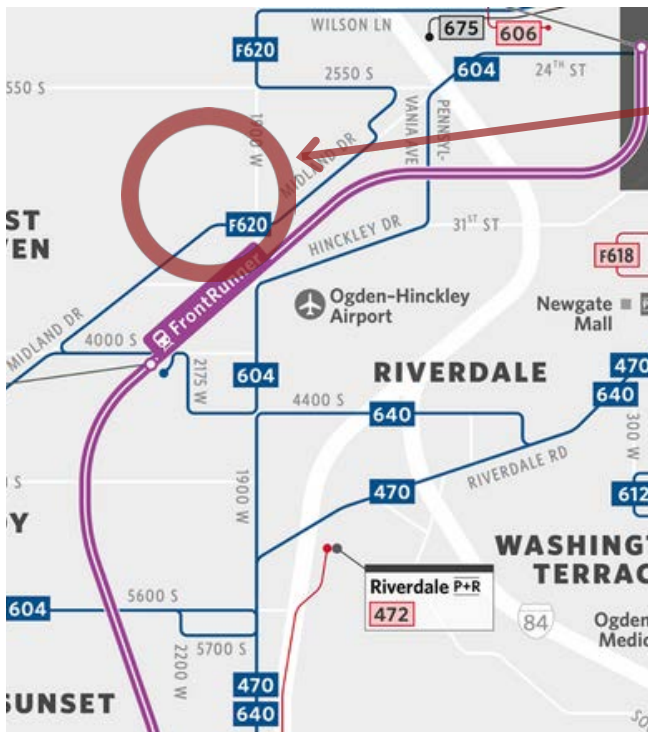 WILSON LN
675
606
F620
604
24TH ST
550 S
2550 S
1900 W
VANIA AVE
PENNSYL-
MIDLAND DR
F620
31ST ST
HINCKLEY DR
ST
EN
F618
FrontRunner
Ogden-Hinckley
Airport
Newgate
Mall
P
MIDLAND DR
4000 S
2175 W
604
RIVERDALE
470
640
4400 S
640
300 W
RIVERDALE RD
1900 W
470
612
S
Y
WASHING
TERRAC
Riverdale P+R
472
604
5600 S
84
Ogden
Medic
2200 W
5700 S
470
640
SUNSET
SO